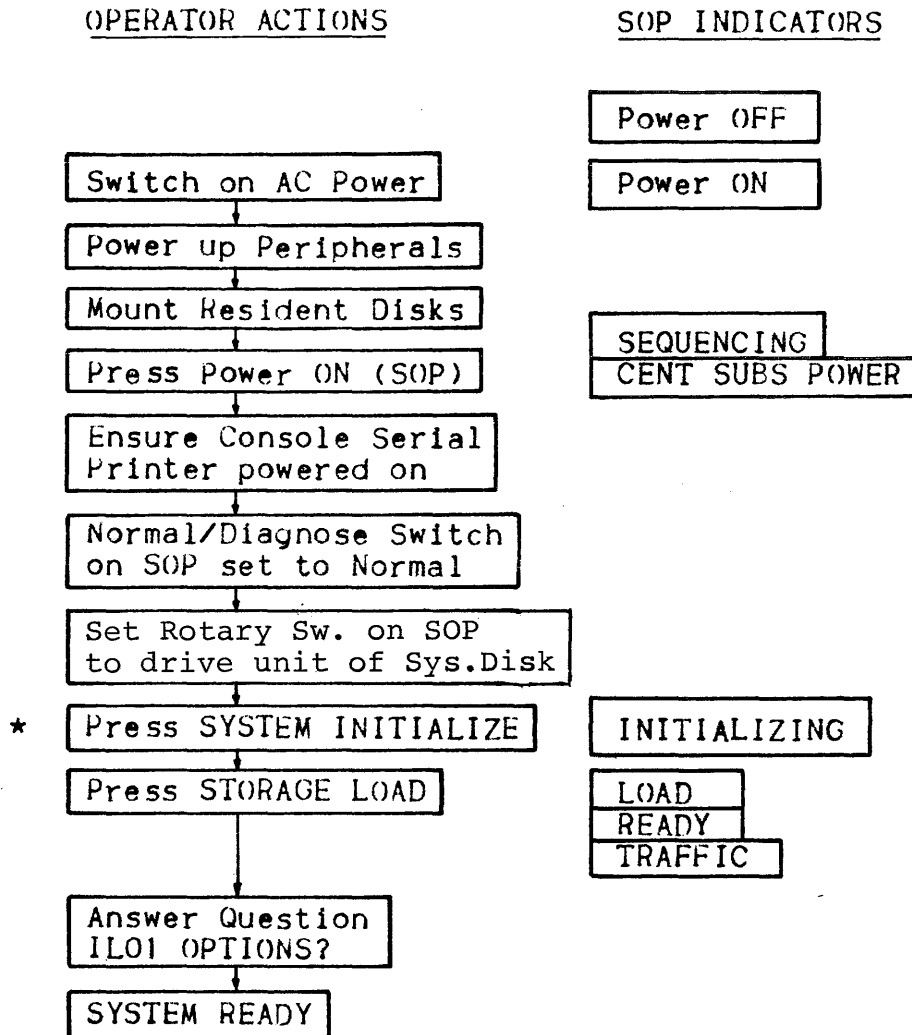 OPERATOR ACTIONS
SOP INDICATORS
Power OFF
Switch on AC Power
Power ON
Power up Peripherals
Mount Resident Disks
SEQUENCING
Press Power ON (SOP)
CENT SUBS POWER
Ensure Console Serial
Printer powered on
Normal/Diagnose Switch
on SOP set to Normal
Set Rotary Sw. on SOP
to drive unit of Sys.Disk
* Press SYSTEM INITIALIZE
INITIALIZING
Press STORAGE LOAD
LOAD
READY
TRAFFIC
Answer Question
IL01 OPTIONS?
SYSTEM READY